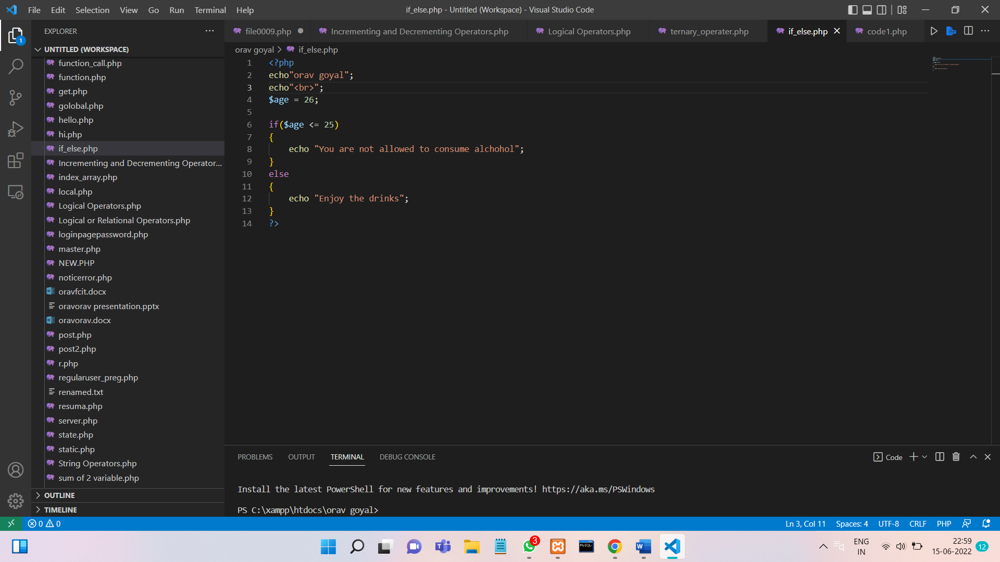 File Edit Selection View Go Run Terminal Help
if_else.php - Untitled (Workspace) - Visual Studio Code
EXPLORER
file0009.php
Incrementing and Decrementing Operators.php
Logical Operators.php
ternary_operater.php
if_else.php
code1.php
1
UNTITLED (WORKSPACE)
orav goyal > if_else.php
function_call.php
function.php
get.php
golobal.php
hello.php
hi.php
if_else.php
Incrementing and Decrementing Operator...
index_array.php
local.php
Logical Operators.php
Logical or Relational Operators.php
loginpagepassword.php
master.php
NEW.PHP
noticerror.php
oravfcit.docx
oravorav presentation.pptx
oravorav.docx
post.php
post2.php
r.php
regularuser_preg.php
renamed.txt
resuma.php
server.php
state.php
static.php
String Operators.php
sum of 2 variable.php
OUTLINE
TIMELINE
1 <?php
2 echo"orav goyal";
3 echo"<br>";
4 $age = 26;
5
6 if($age <= 25)
7 {
8 echo "You are not allowed to consume alchohol";
9 }
10 else
11 {
12 echo "Enjoy the drinks";
13 }
14 ?>
PROBLEMS OUTPUT TERMINAL DEBUG CONSOLE
Code
Install the latest PowerShell for new features and improvements! https://aka.ms/PSWindows
PS C:\xampp\htdocs\orav goyal>
0 0
Ln 3, Col 11 Spaces: 4 UTF-8 CRLF PHP
3
MySQL
ENG
IN
22:59
15-06-2022
12